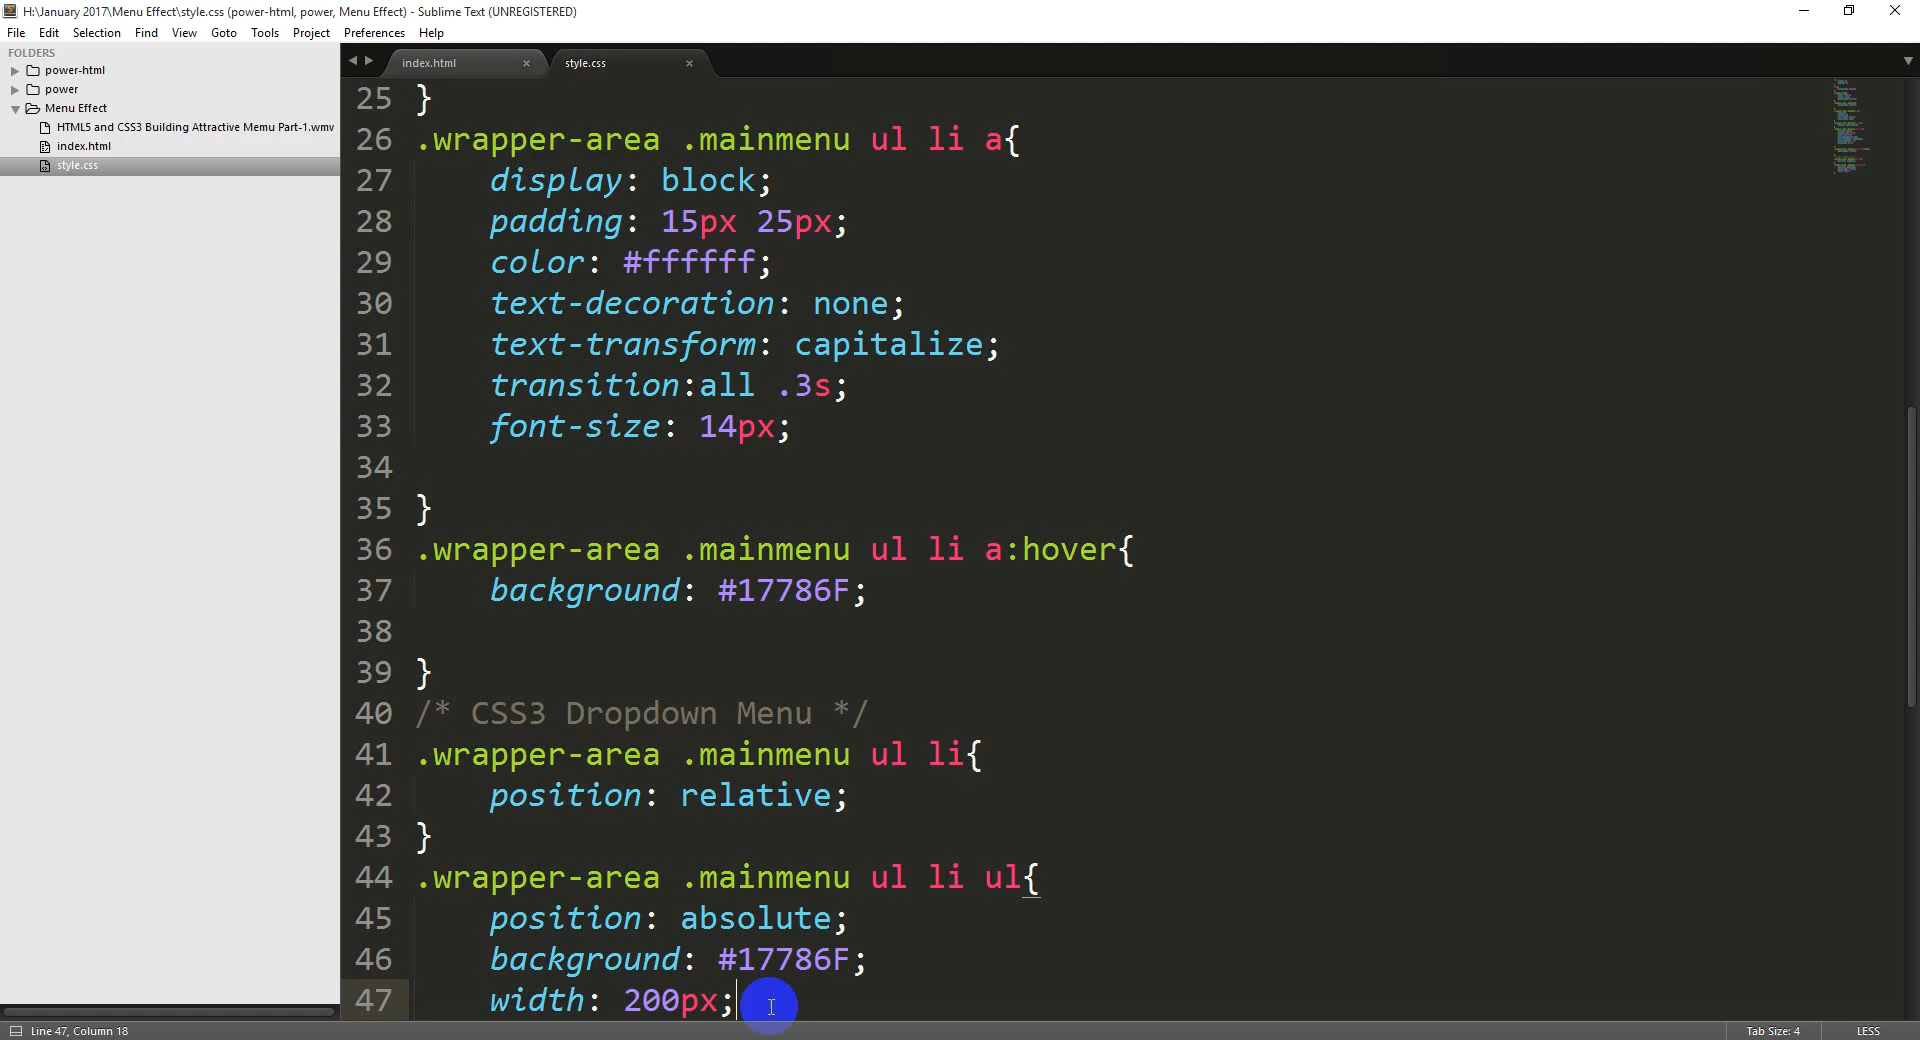 H:\January 2017\Menu Effect\style.css (power-html, power, Menu Effect) - Sublime Text (UNREGISTERED)
File Edit Selection Find View Goto Tools Project Preferences Help
FOLDERS
power-html
power
Menu Effect
HTML5 and CSS3 Building Attractive Memu Part-1.wmv
index.html
style.css
index.html style.css
25 }
26 .wrapper-area .mainmenu ul li a{
27 display: block;
28 padding: 15px 25px;
29 color: #ffffff;
30 text-decoration: none;
31 text-transform: capitalize;
32 transition:all .3s;
33 font-size: 14px;
34
35 }
36 .wrapper-area .mainmenu ul li a:hover{
37 background: #17786F;
38
39 }
40 /* CSS3 Dropdown Menu */
41 .wrapper-area .mainmenu ul li{
42 position: relative;
43 }
44 .wrapper-area .mainmenu ul li ul{
45 position: absolute;
46 background: #17786F;
47 width: 200px;
Line 47, Column 18 Tab Size: 4 LESS